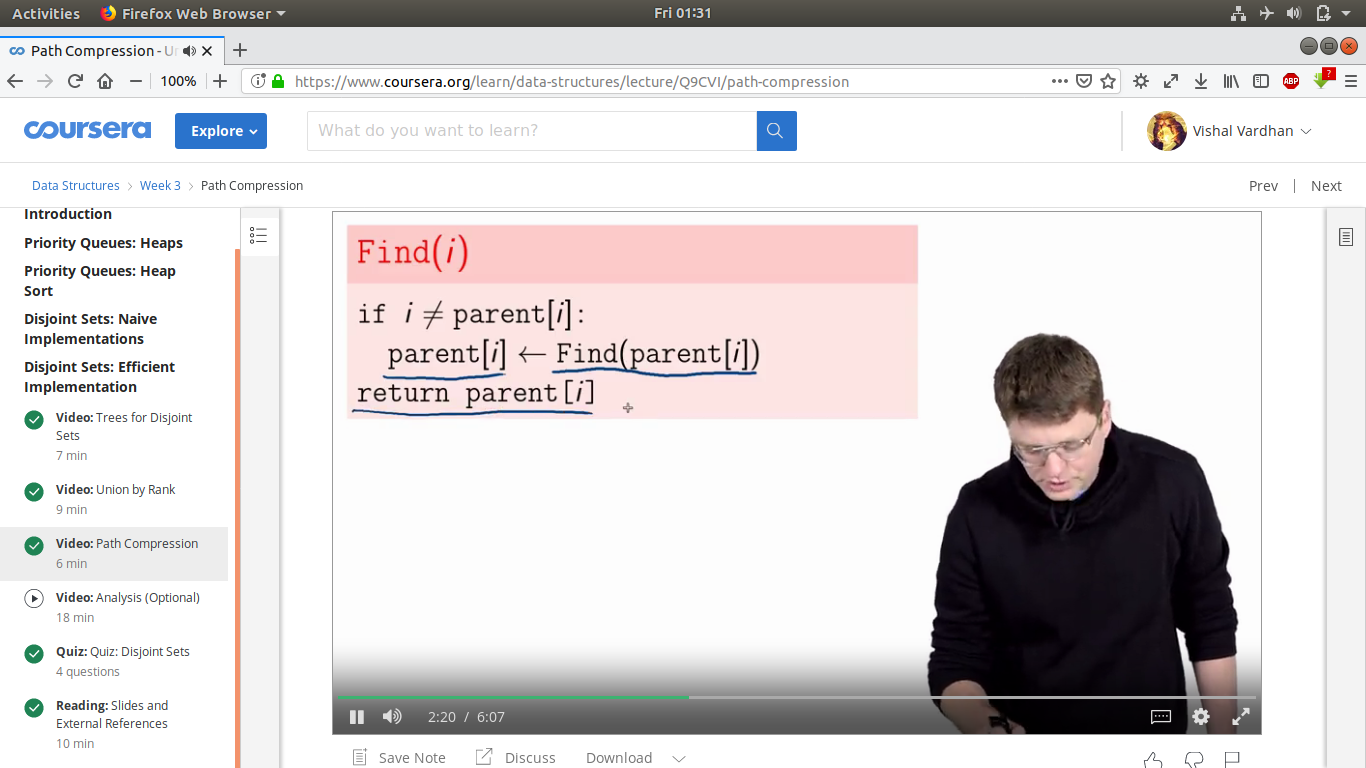 Activities Firefox Web Browser Fri 01:31
Path Compression - Un
100% https://www.coursera.org/learn/data-structures/lecture/Q9CVI/path-compression ABP ?
coursera Explore What do you want to learn? Vishal Vardhan
Data Structures Week 3 Path Compression Prev | Next
Introduction
Priority Queues: Heaps
Priority Queues: Heap
Sort
Disjoint Sets: Naive
Implementations
Disjoint Sets: Efficient
Implementation
Video: Trees for Disjoint
Sets
7 min
Video: Union by Rank
9 min
Video: Path Compression
6 min
Video: Analysis (Optional)
18 min
Quiz: Quiz: Disjoint Sets
4 questions
Reading: Slides and
External References
10 min
Find(i)
if i ≠ parent[i]:
parent[i] ← Find(parent[i])
return parent[i]
2:20 / 6:07
Save Note Discuss Download